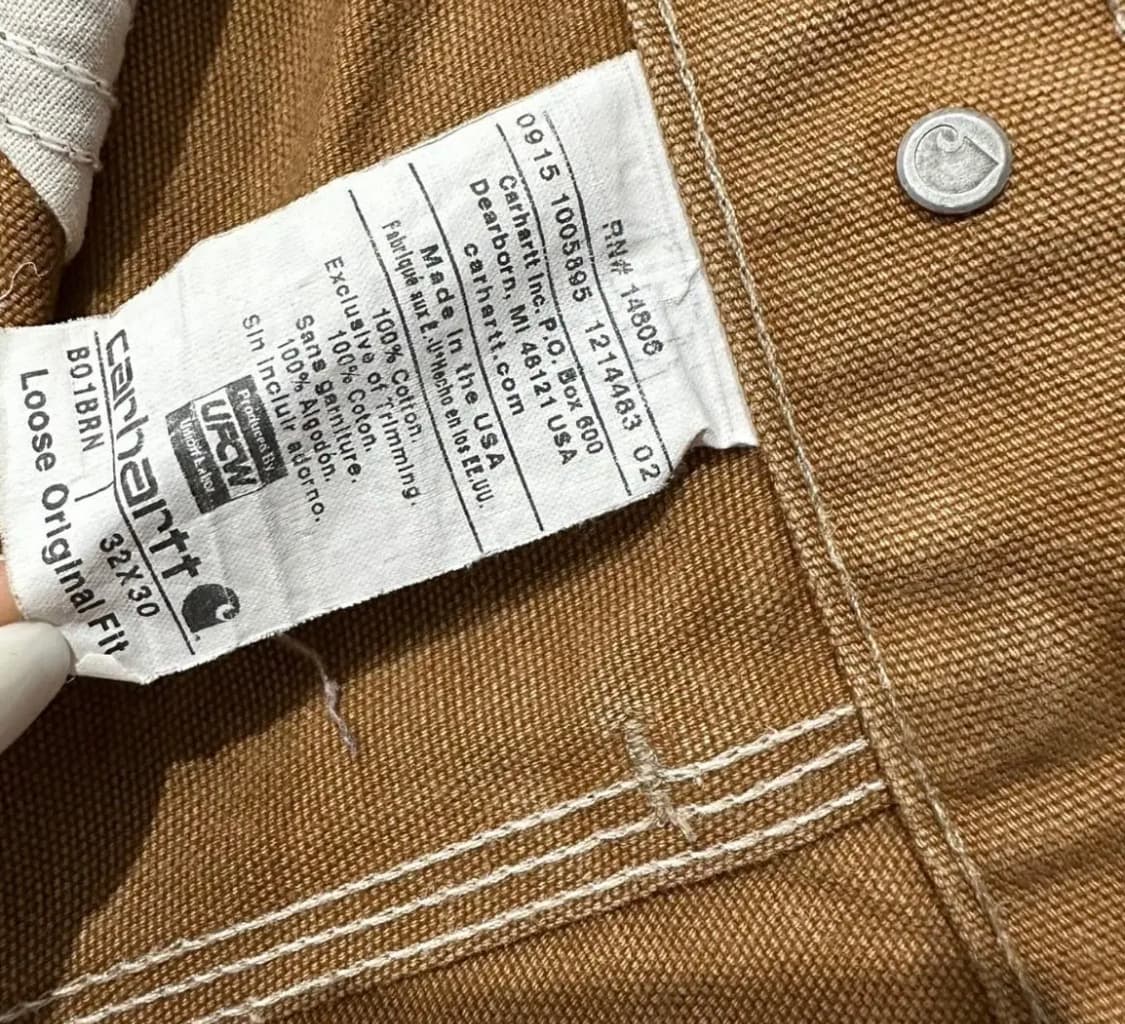 carhartt
B01BRN 32X30
Loose Original Fit
Produced By
UFCW
Union Labor
100% Cotton.
Exclusive of Trimming.
100% Coton.
Sans garniture.
100% Algodón.
Sin incluir adorno.
Made in the USA
Fabriqué aux É.-U•Hecho en los EE.UU.
Carhartt Inc. P.O. Box 600
Dearborn, MI 48121 USA
carhartt.com
0915 1005895 1214483 02
RN# 14806